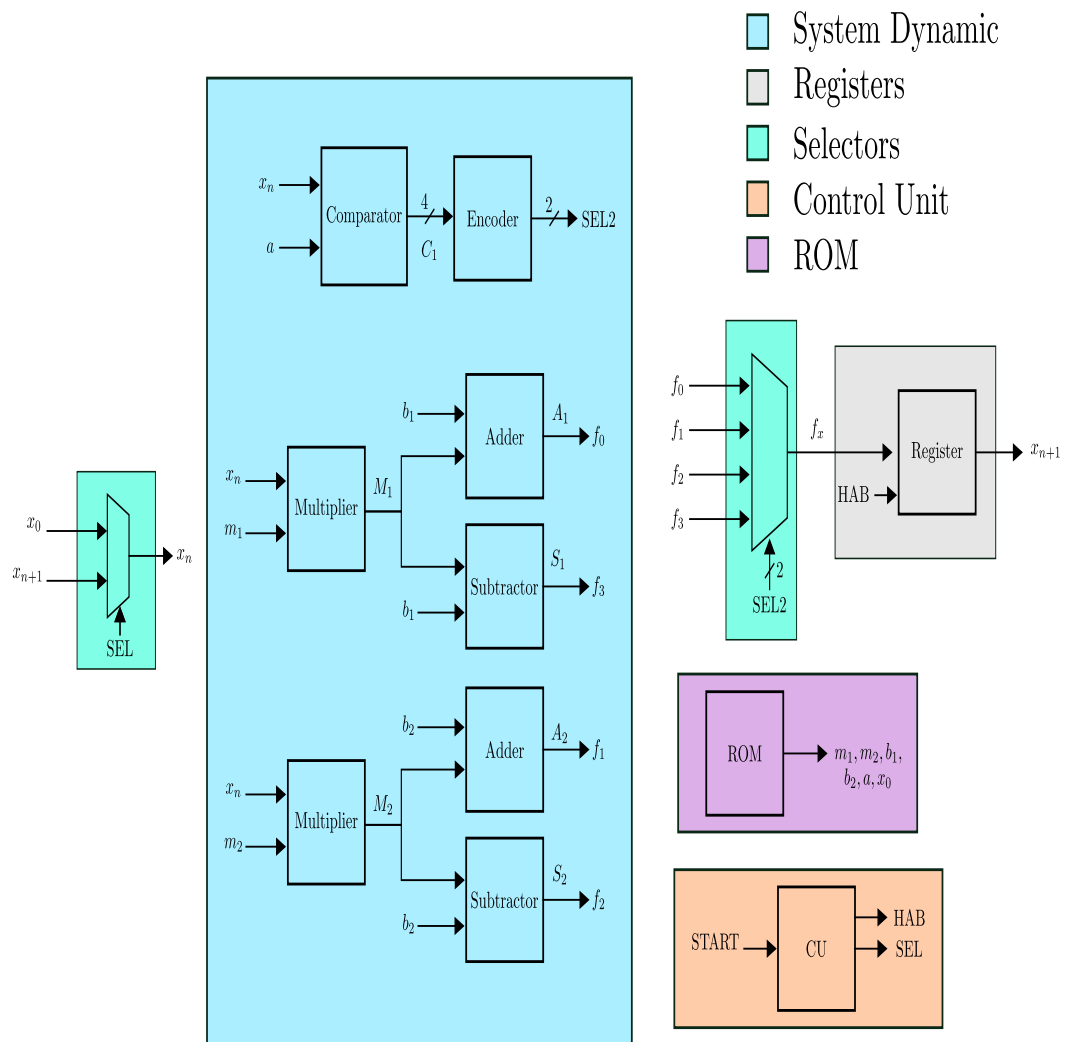 System Dynamic
Registers
Selectors
Control Unit
ROM
x_n
a
Comparator
4
C_1
Encoder
2
SEL2
x_0
x_{n+1}
x_n
SEL
b_1
Adder
A_1
f_0
x_n
m_1
Multiplier
M_1
Subtractor
S_1
f_3
b_1
b_2
Adder
A_2
f_1
x_n
m_2
Multiplier
M_2
Subtractor
S_2
f_2
b_2
f_0
f_1
f_2
f_3
2
SEL2
f_x
HAB
Register
x_{n+1}
ROM
m_1, m_2, b_1,
b_2, a, x_0
START
CU
HAB
SEL